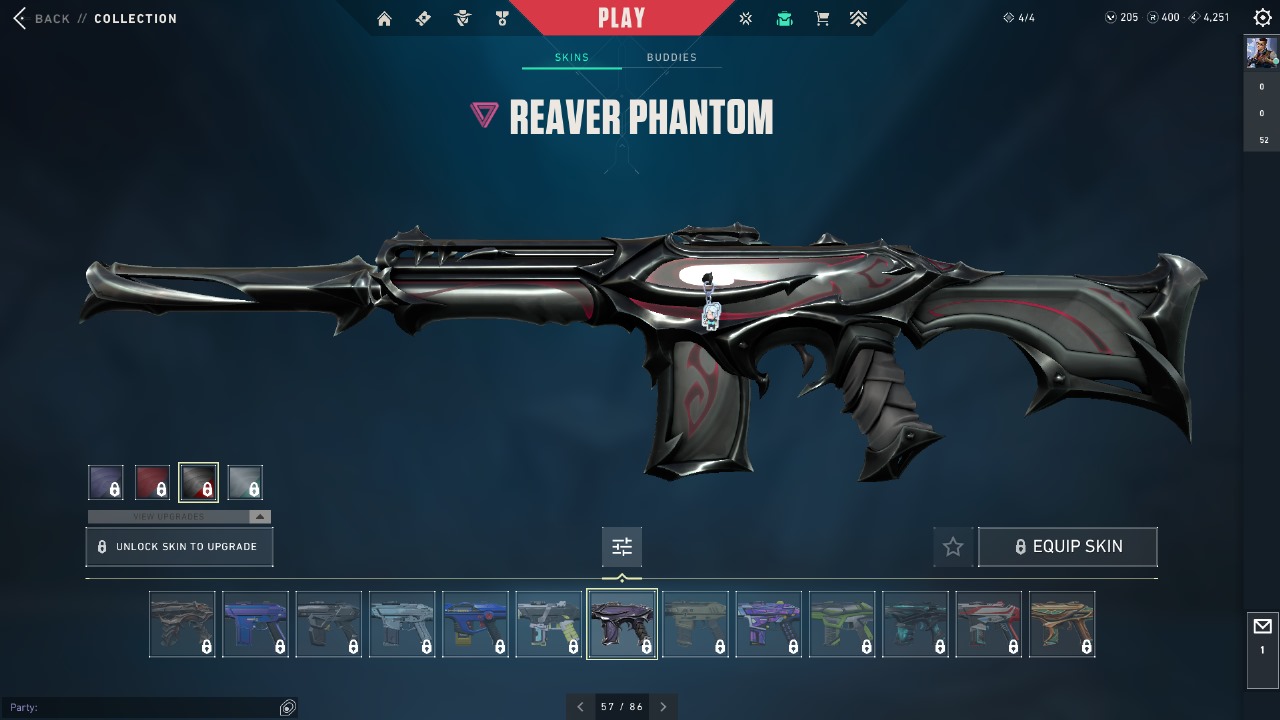 BACK // COLLECTION
PLAY
4/4
205
400
4,251
SKINS
BUDDIES
REAVER PHANTOM
0
0
52
VIEW UPGRADES
UNLOCK SKIN TO UPGRADE
EQUIP SKIN
1
Party:
57 / 86